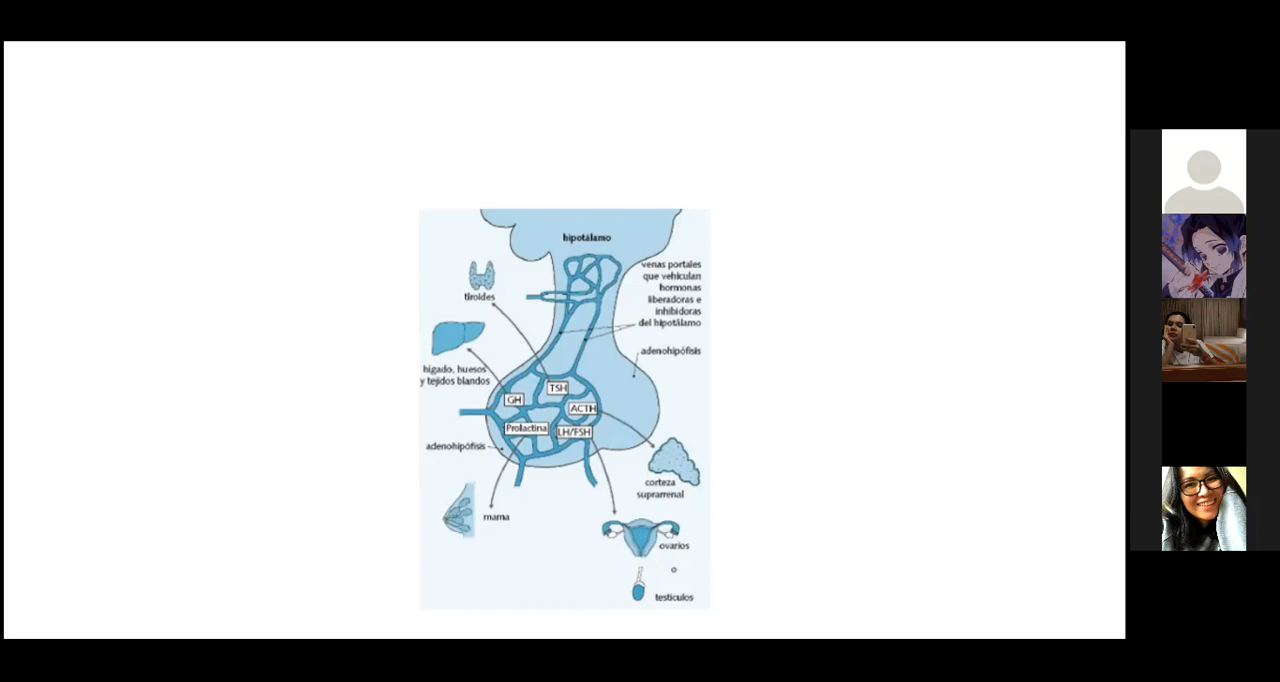 hipotálamo
venas portales
que vehiculan
hormonas
liberadoras e
inhibidoras
del hipotálamo
tiroides
adenohipófisis
hígado, huesos
y tejidos blandos
TSH
GH
ACTH
Prolactina
LH/FSH
adenohipófisis
corteza
suprarrenal
mama
ovarios
o
testículos